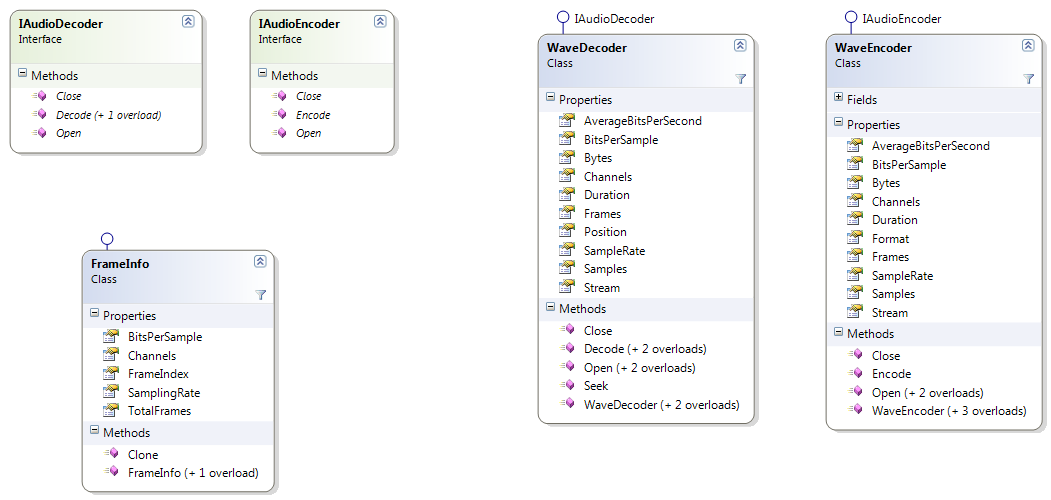 IAudioDecoder
Interface
Methods
Close
Decode (+ 1 overload)
Open
IAudioEncoder
Interface
Methods
Close
Encode
Open
FrameInfo
Class
Properties
BitsPerSample
Channels
FrameIndex
SamplingRate
TotalFrames
Methods
Clone
FrameInfo (+ 1 overload)
IAudioDecoder
WaveDecoder
Class
Properties
AverageBitsPerSecond
BitsPerSample
Bytes
Channels
Duration
Frames
Position
SampleRate
Samples
Stream
Methods
Close
Decode (+ 2 overloads)
Open (+ 2 overloads)
Seek
WaveDecoder (+ 2 overloads)
IAudioEncoder
WaveEncoder
Class
Fields
Properties
AverageBitsPerSecond
BitsPerSample
Bytes
Channels
Duration
Format
Frames
SampleRate
Samples
Stream
Methods
Close
Encode
Open (+ 2 overloads)
WaveEncoder (+ 3 overloads)